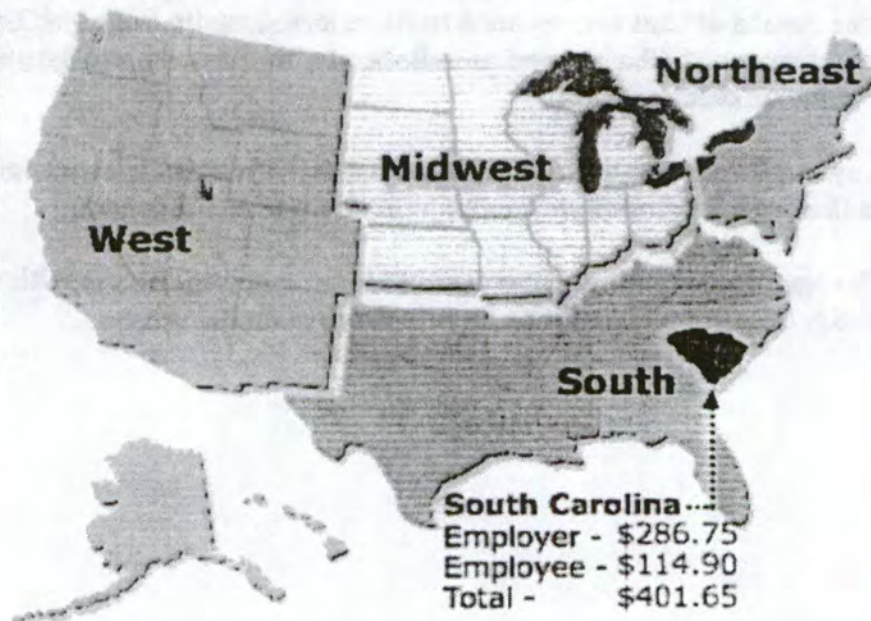 Northeast
Midwest
West
South
South Carolina
Employer - $286.75
Employee - $114.90
Total - $401.65